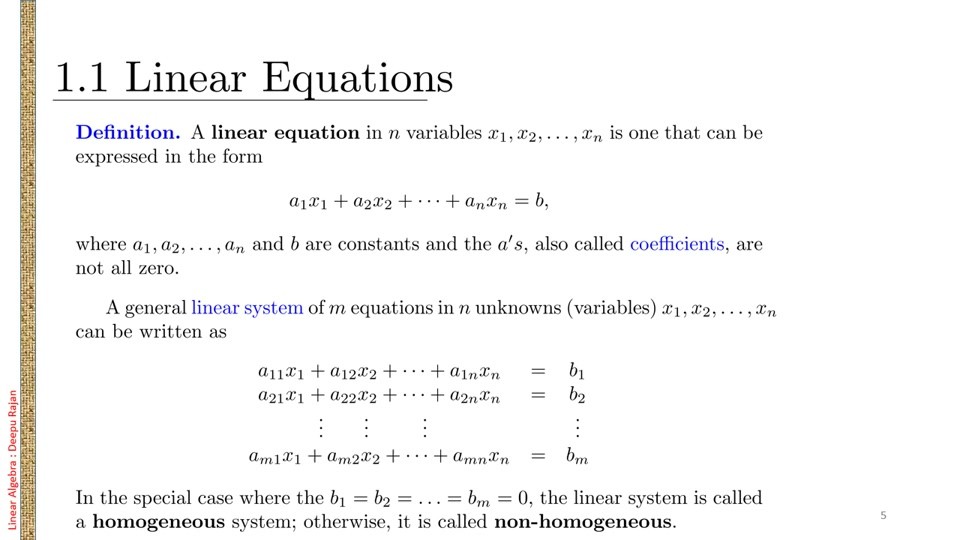 1.1 Linear Equations
Definition. A linear equation in n variables x₁, x₂, . . . , xₙ is one that can be
expressed in the form
a₁x₁ + a₂x₂ + · · · + aₙxₙ = b,
where a₁, a₂, . . . , aₙ and b are constants and the a′s, also called coefficients, are
not all zero.
A general linear system of m equations in n unknowns (variables) x₁, x₂, . . . , xₙ
can be written as
a₁₁x₁ + a₁₂x₂ + · · · + a₁ₙxₙ = b₁
a₂₁x₁ + a₂₂x₂ + · · · + a₂ₙxₙ = b₂
⋮ ⋮ ⋮ ⋮
aₘ₁x₁ + aₘ₂x₂ + · · · + aₘₙxₙ = bₘ
In the special case where the b₁ = b₂ = . . . = bₘ = 0, the linear system is called
a homogeneous system; otherwise, it is called non-homogeneous.
Linear Algebra : Deepu Rajan
5